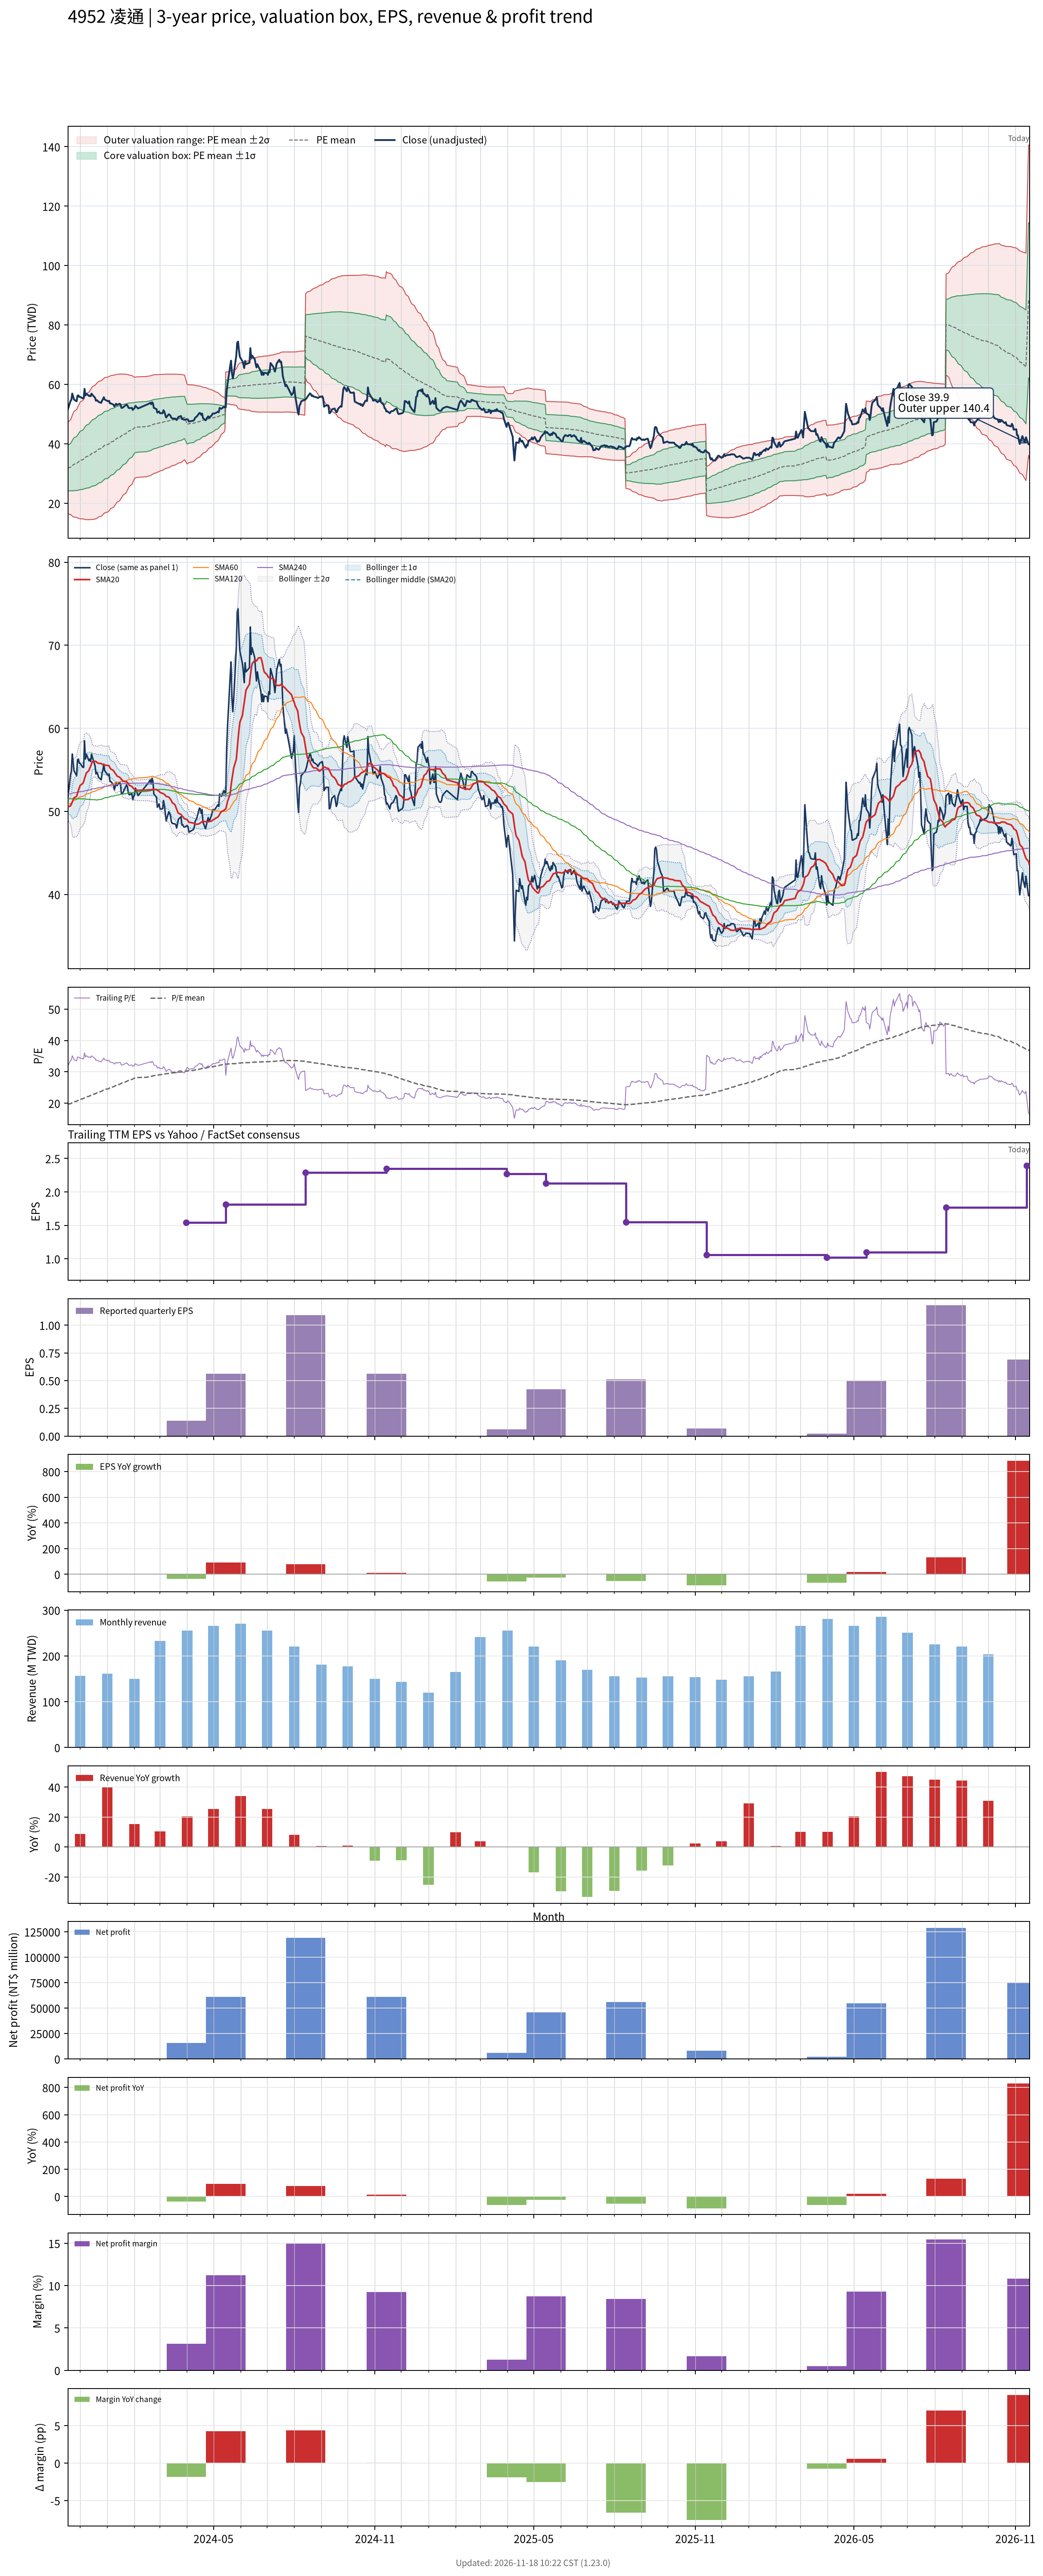 4952 凌通 | 3-year price, valuation box, EPS, revenue & profit trend
Outer valuation range: PE mean ±2σ
PE mean
Close (unadjusted)
Core valuation box: PE mean ±1σ
Today
140
120
100
80
60
40
20
Price (TWD)
Close 39.9
Outer upper 140.4
Close (same as panel 1)
SMA20
SMA60
SMA120
SMA240
Bollinger ±2σ
Bollinger ±1σ
Bollinger middle (SMA20)
80
70
60
50
40
Price
Trailing P/E
P/E mean
50
40
30
20
P/E
Trailing TTM EPS vs Yahoo / FactSet consensus
Today
2.5
2.0
1.5
1.0
EPS
Reported quarterly EPS
1.00
0.75
0.50
0.25
0.00
EPS
EPS YoY growth
800
600
400
200
0
YoY (%)
Monthly revenue
300
200
100
0
Revenue (M TWD)
Revenue YoY growth
40
20
0
-20
YoY (%)
Month
Net profit
125000
100000
75000
50000
25000
0
Net profit (NT$ million)
Net profit YoY
800
600
400
200
0
YoY (%)
Net profit margin
15
10
5
0
Margin (%)
Margin YoY change
5
0
-5
Δ margin (pp)
2024-05
2024-11
2025-05
2025-11
2026-05
2026-11
Updated: 2026-11-18 10:22 CST (1.23.0)